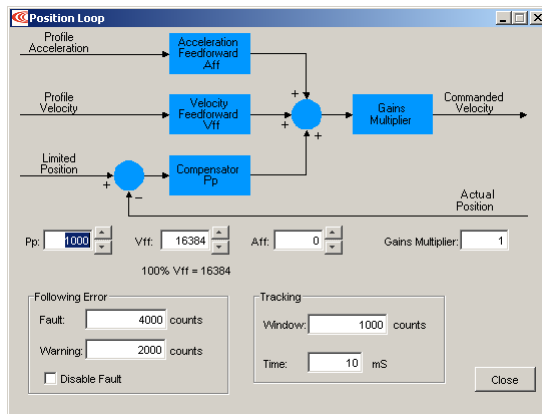 Position Loop
Profile
Acceleration
Acceleration
Feedforward
Aff
Profile
Velocity
Velocity
Feedforward
Vff
Gains
Multiplier
Commanded
Velocity
Limited
Position
Compensator
Pp
Actual
Position
Pp: 1000 Vff: 16384 Aff: 0 Gains Multiplier: 1
100% Vff = 16384
Following Error
Fault: 4000 counts
Warning: 2000 counts
Disable Fault
Tracking
Window: 1000 counts
Time: 10 mS
Close